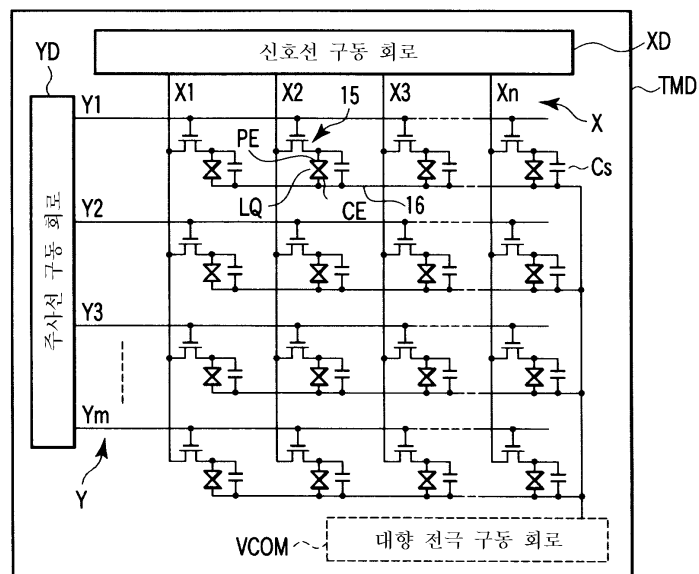 신호선 구동 회로
XD
YD
TMD
X1 X2 X3 Xn
Y1
15
X
PE
Cs
LQ
CE
16
Y2
주사선 구동 회로
Y3
Ym
Y
VCOM
대향 전극 구동 회로